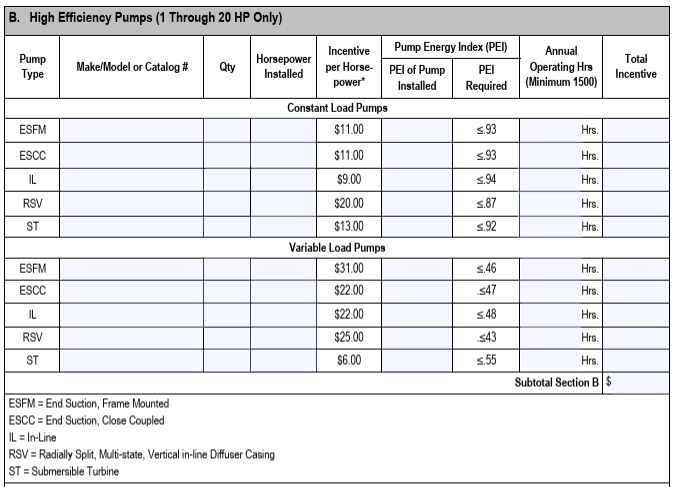 B. High Efficiency Pumps (1 Through 20 HP Only)
Pump Type Make/Model or Catalog # Qty Horsepower Installed Incentive per Horse-power* Pump Energy Index (PEI) PEI of Pump Installed PEI Required Annual Operating Hrs (Minimum 1500) Total Incentive
Constant Load Pumps
ESFM $11.00 ≤.93 Hrs.
ESCC $11.00 ≤.93 Hrs.
IL $9.00 ≤.94 Hrs.
RSV $20.00 ≤.87 Hrs.
ST $13.00 ≤.92 Hrs.
Variable Load Pumps
ESFM $31.00 ≤.46 Hrs.
ESCC $22.00 .≤47 Hrs.
IL $22.00 ≤.48 Hrs.
RSV $25.00 .≤43 Hrs.
ST $6.00 ≤.55 Hrs.
Subtotal Section B $
ESFM = End Suction, Frame Mounted
ESCC = End Suction, Close Coupled
IL = In-Line
RSV = Radially Split, Multi-state, Vertical in-line Diffuser Casing
ST = Submersible Turbine